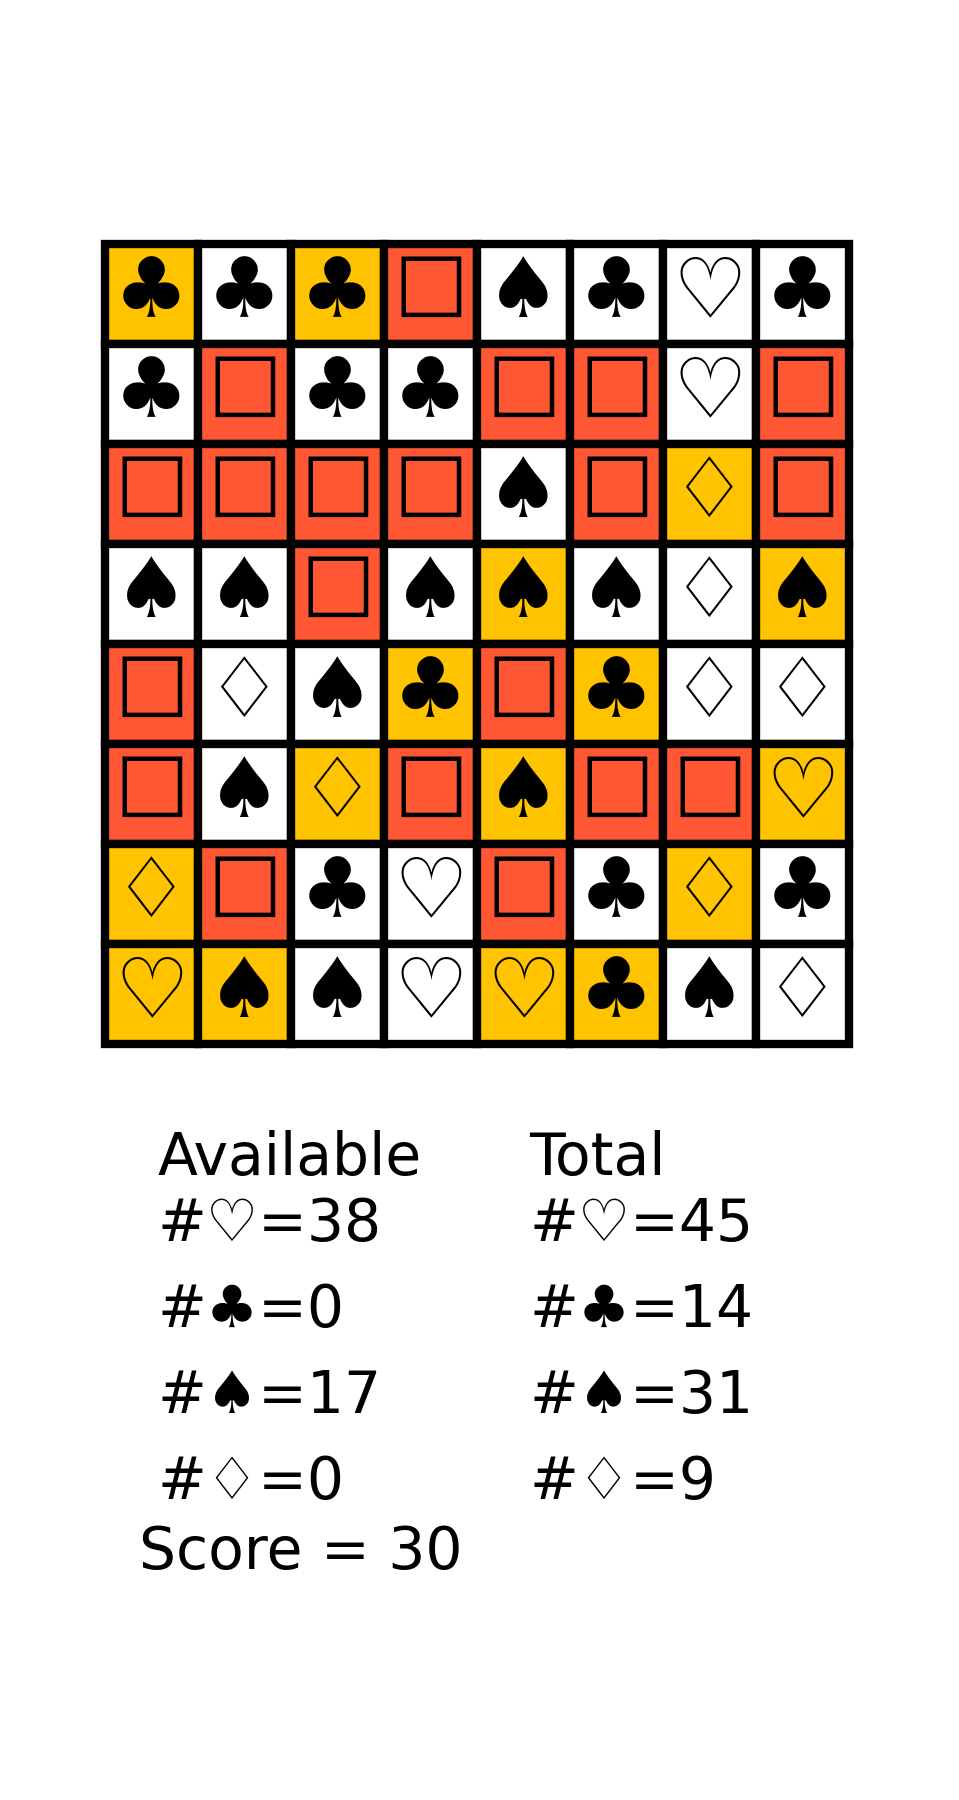 ♣ ♣ ♣ □ ♠ ♣ ♡ ♣
♣ □ ♣ ♣ □ □ ♡ □
□ □ □ □ ♠ □ ♢ □
♠ ♠ □ ♠ ♠ ♠ ♢ ♠
□ ♢ ♠ ♣ □ ♣ ♢ ♢
□ ♠ ♢ □ ♠ □ □ ♡
♢ □ ♣ ♡ □ ♣ ♢ ♣
♡ ♠ ♠ ♡ ♡ ♣ ♠ ♢
Available Total
#♡=38 #♡=45
#♣=0 #♣=14
#♠=17 #♠=31
#♢=0 #♢=9
Score = 30